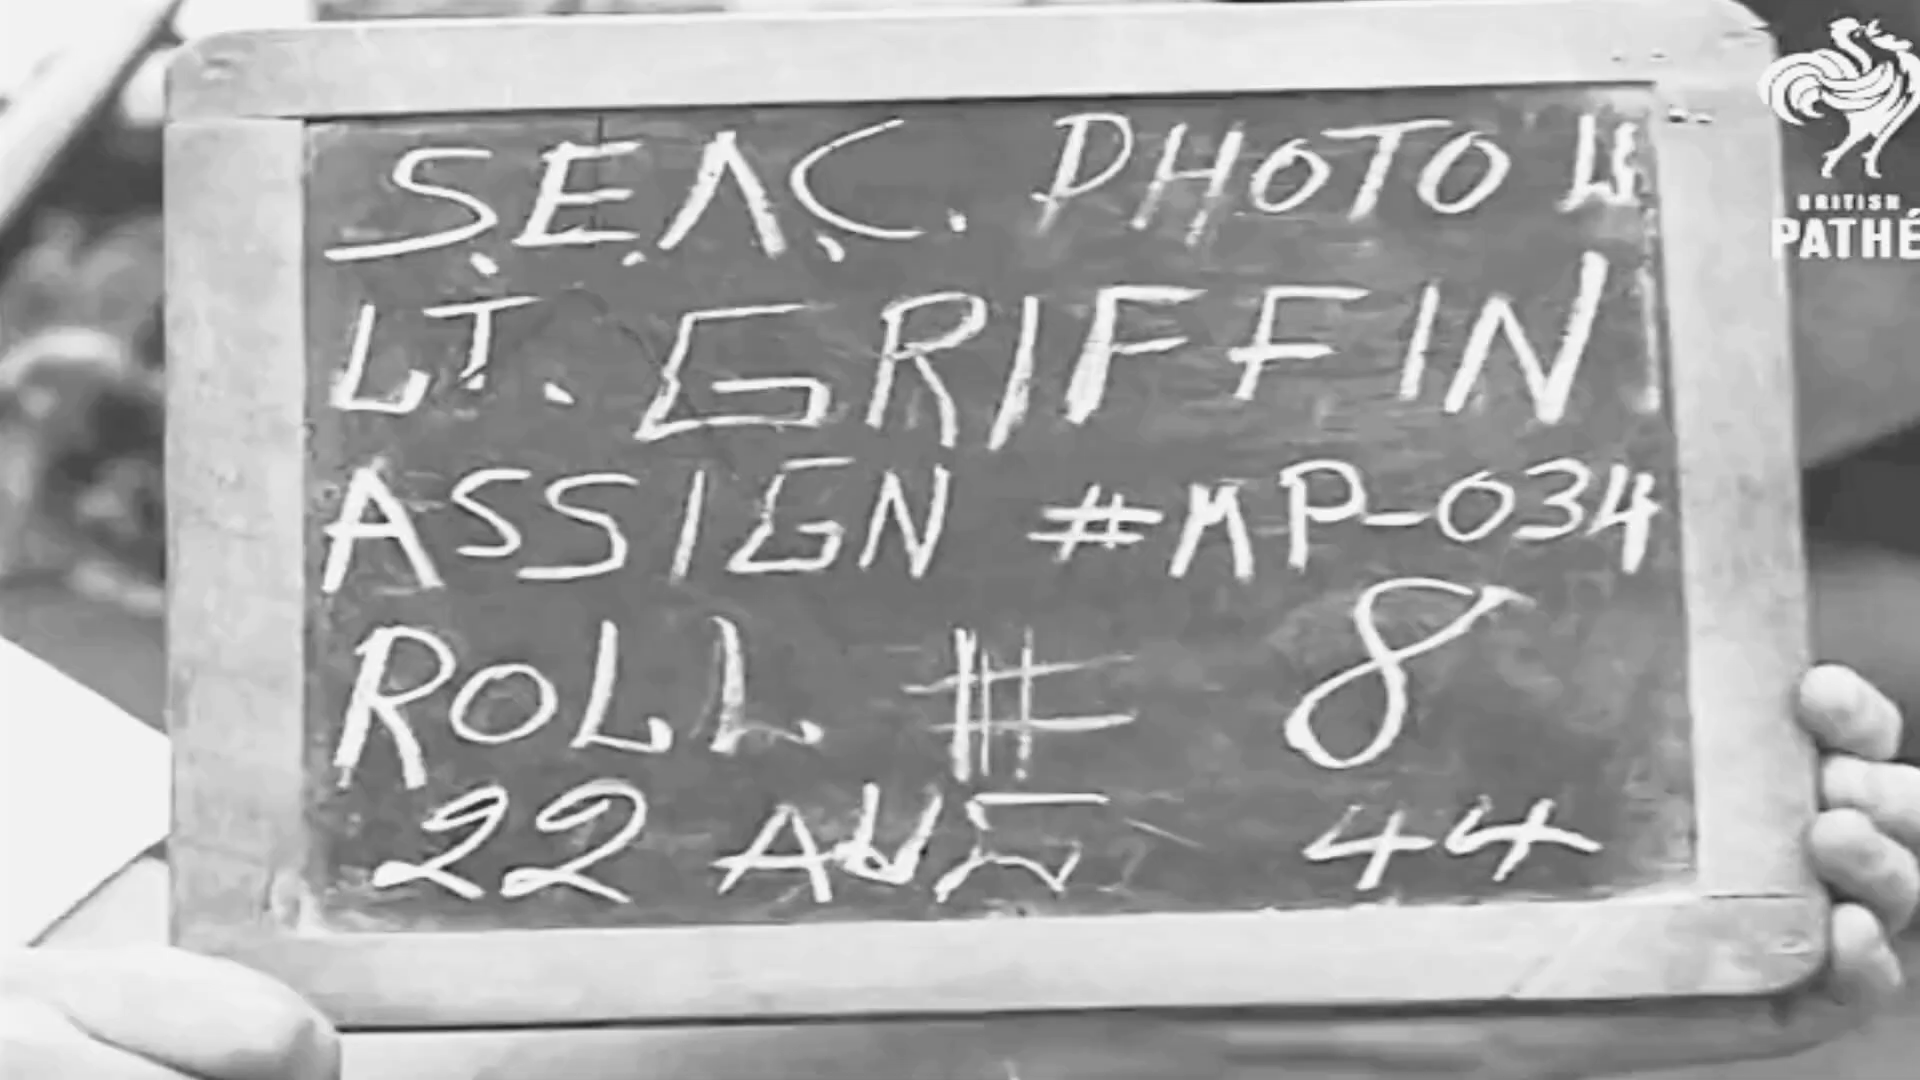 S.E.A.C. PHOTO U
LT. GRIFFIN
ASSIGN #MP-034
ROLL # 8
22 AUG 44
BRITISH
PATHÉ